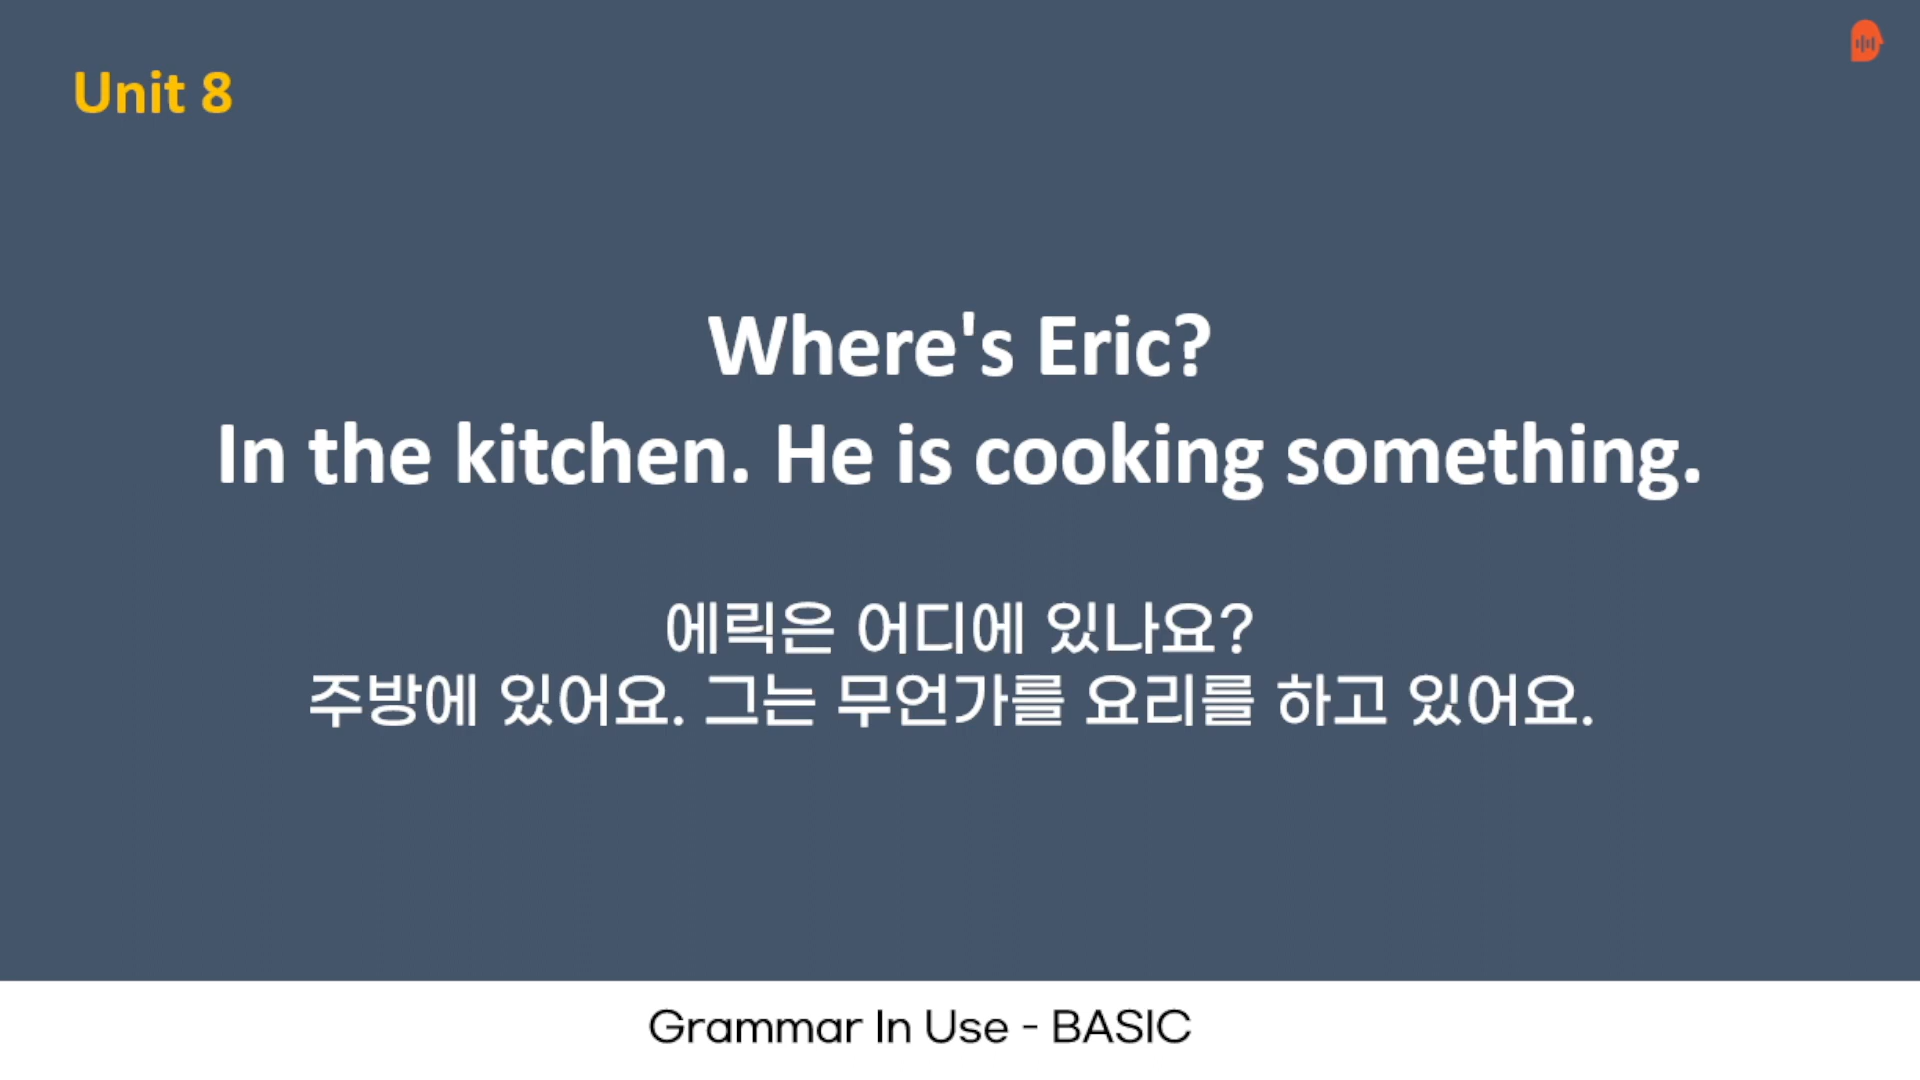 Unit 8
Where's Eric?
In the kitchen. He is cooking something.
에릭은 어디에 있나요?
주방에 있어요. 그는 무언가를 요리를 하고 있어요.
Grammar In Use - BASIC